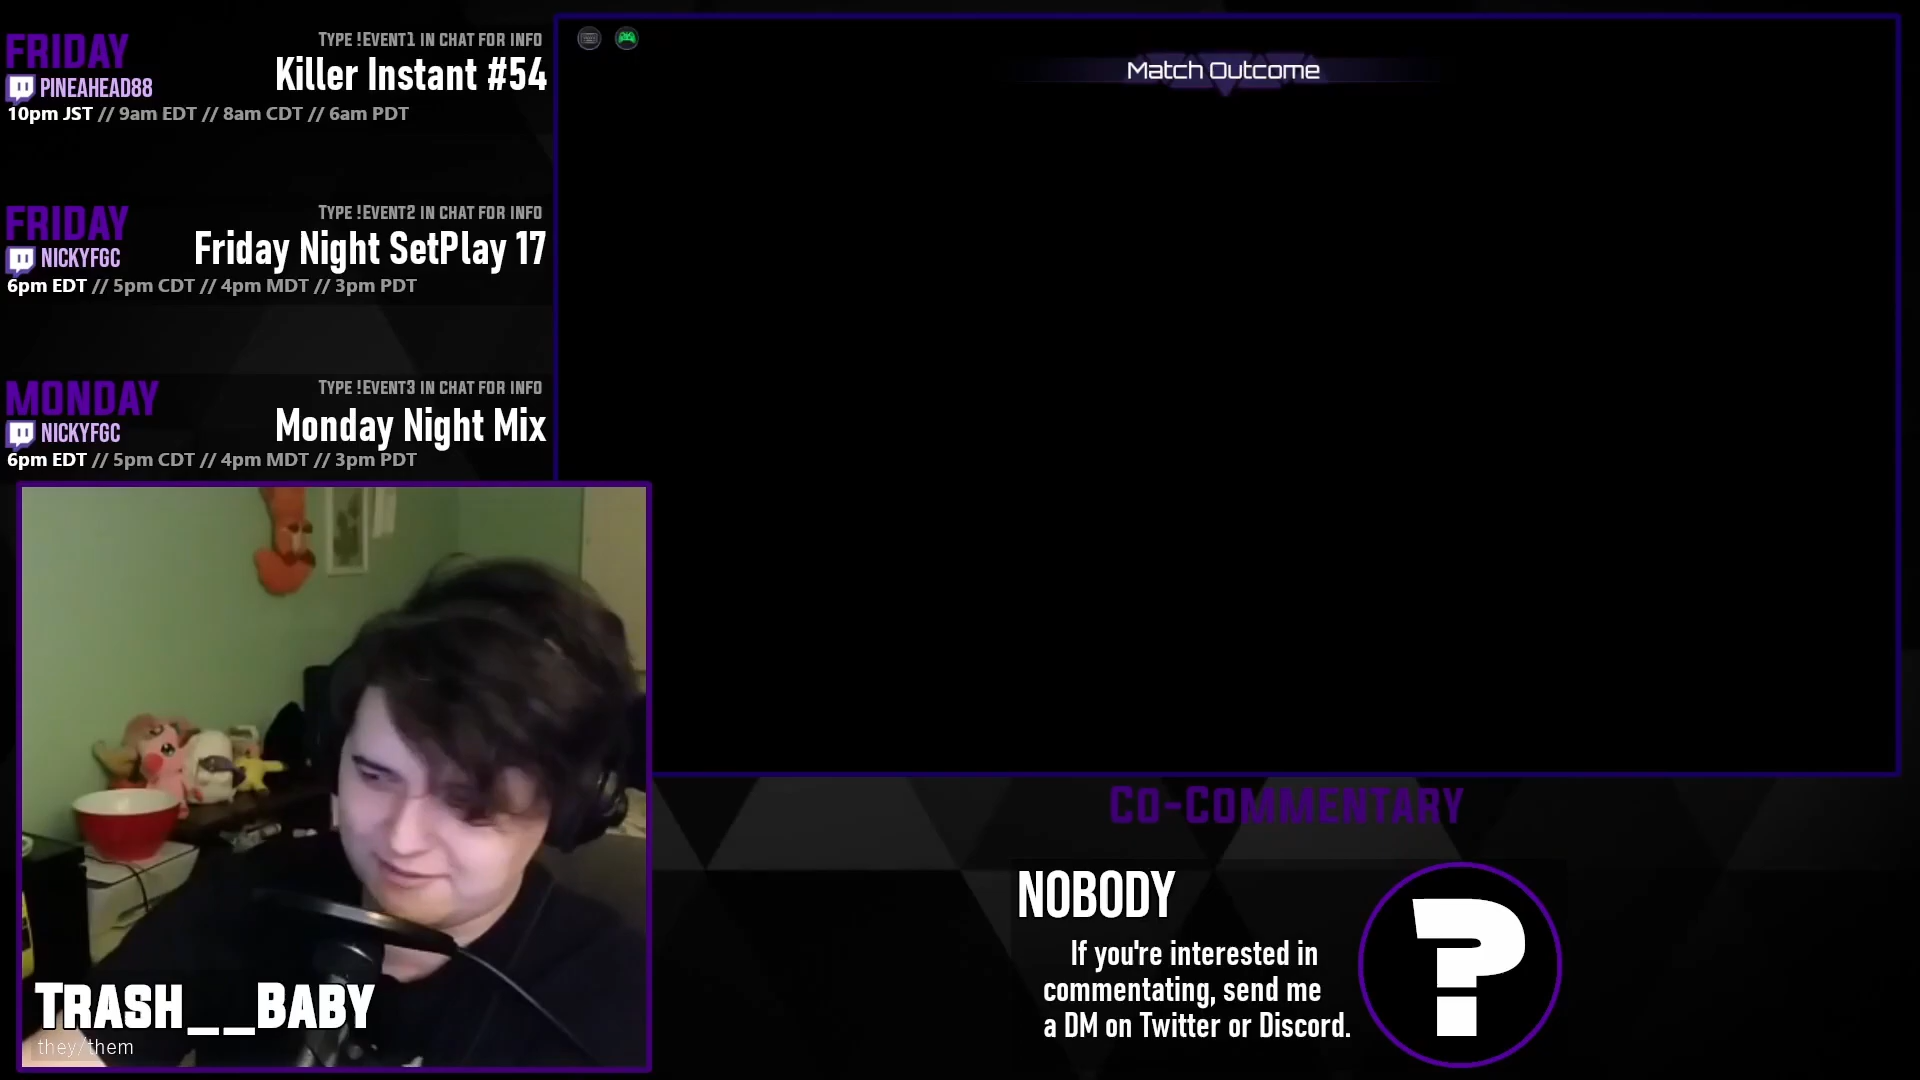 FRIDAY
Type !Event1 in chat for info
Killer Instant #54
PINEAHEAD88
10pm JST // 9am EDT // 8am CDT // 6am PDT
FRIDAY
Type !Event2 in chat for info
Friday Night SetPlay 17
NICKYFGC
6pm EDT // 5pm CDT // 4pm MDT // 3pm PDT
MONDAY
Type !Event3 in chat for info
Monday Night Mix
NICKYFGC
6pm EDT // 5pm CDT // 4pm MDT // 3pm PDT
Match Outcome
Trash__Baby
they/them
Co-Commentary
NOBODY
If you're interested in
commentating, send me
a DM on Twitter or Discord.
?